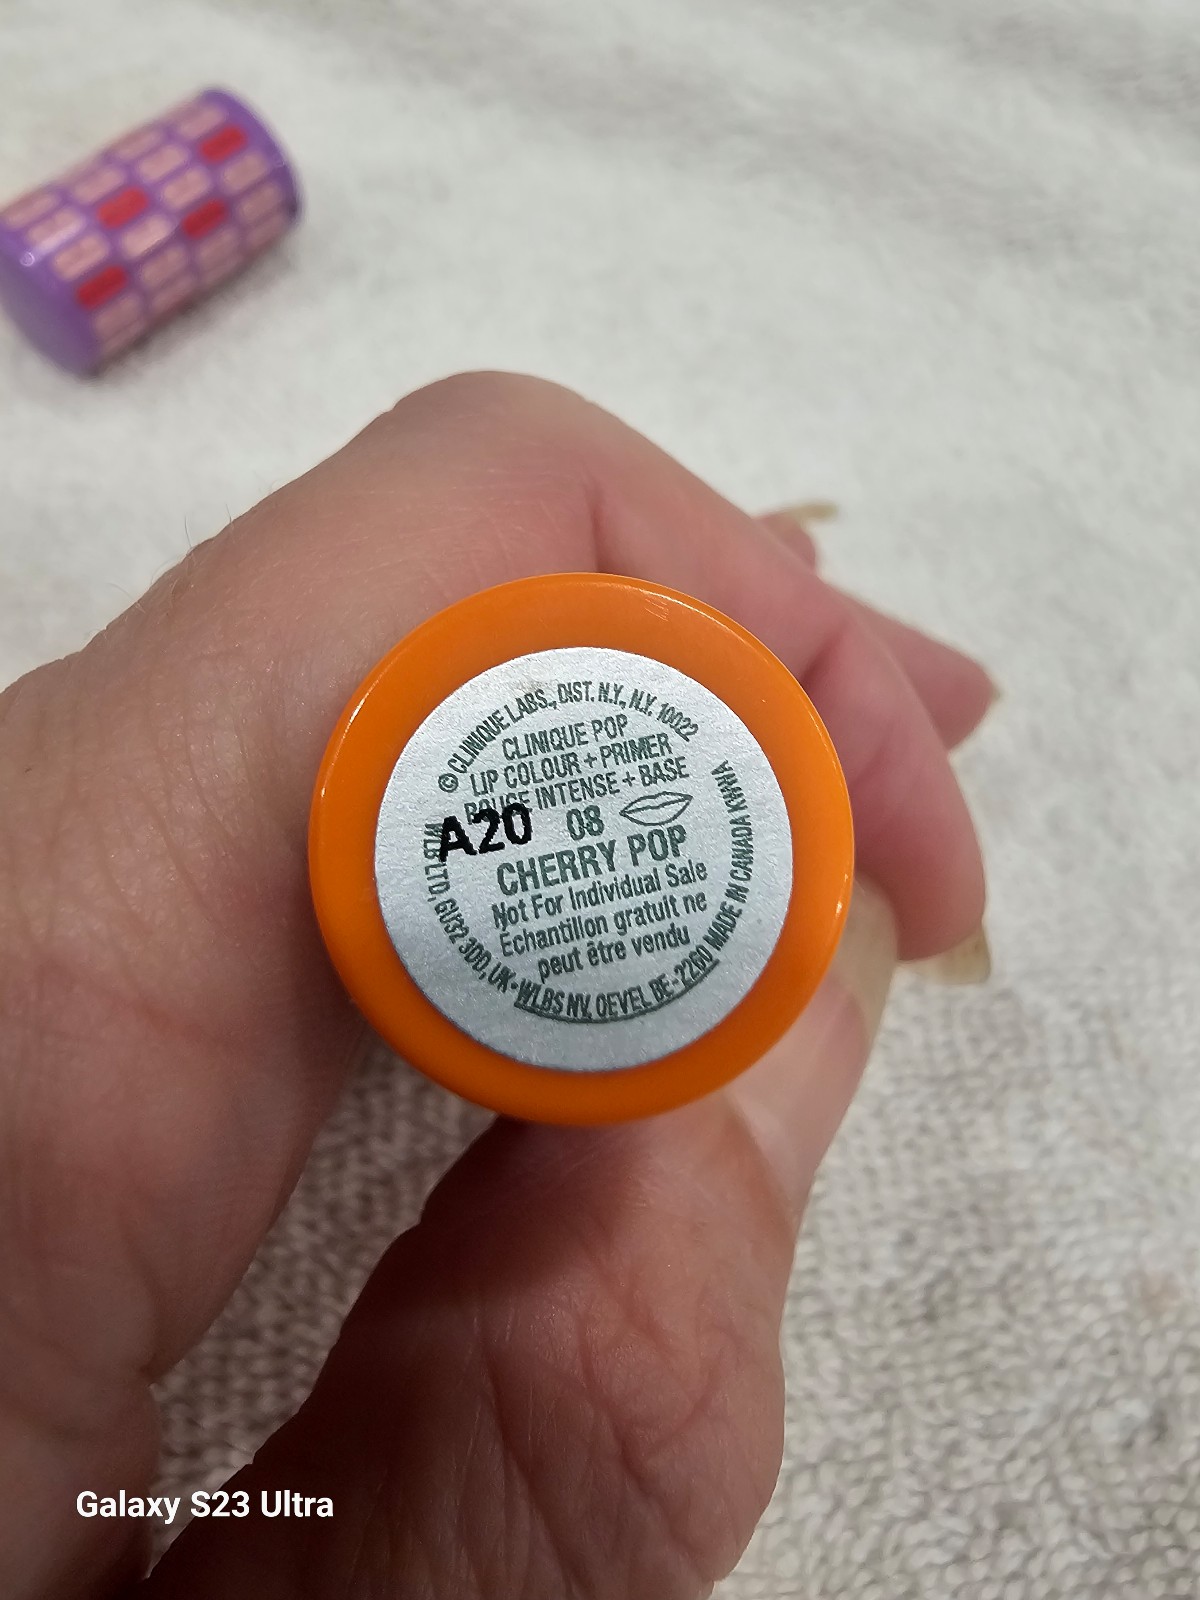 © CLINIQUE LABS., DIST. N.Y., N.Y. 10022
CLINIQUE POP
LIP COLOUR + PRIMER
ROUGE INTENSE + BASE
A20
08
CHERRY POP
Not For Individual Sale
Échantillon gratuit ne
peut être vendu
WLBS LTD, GU32 3DD, UK • WLBS NV, OEVEL BE-2260 MADE IN CANADA
Galaxy S23 Ultra